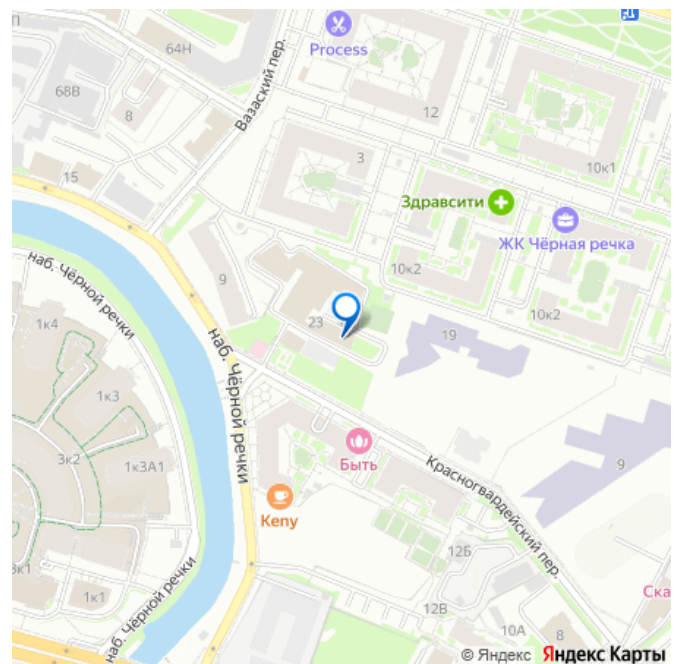 64Н
Process
68В
8
Вазаский пер.
12
15
3
10к1
Здравсити
ЖК Чёрная речка
наб. Чёрной речки
9
10к2
1к4
23
19
10к2
наб. Чёрной речки
1к3
3к2
1к3А1
Быть
Красногвардейский пер.
9
Keny
12Б
3к1
1к1
наб. Чёрной речки
12В
10А
8
Ска
© Яндекс Яндекс Карты